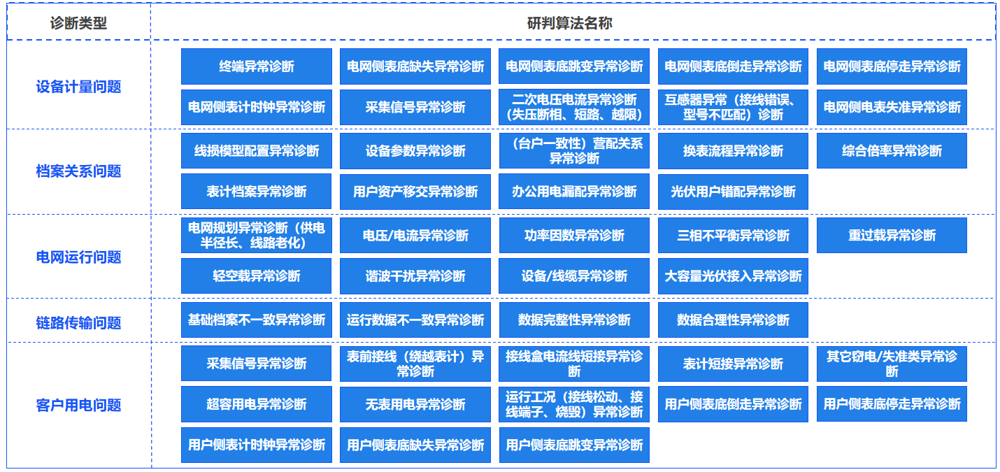 诊断类型
研判算法名称
设备计量问题
终端异常诊断
电网侧表底缺失异常诊断
电网侧表底跳变异常诊断
电网侧表底倒走异常诊断
电网侧表底停走异常诊断
电网侧表计时钟异常诊断
采集信号异常诊断
二次电压电流异常诊断
（失压断相、短路、越限）
互感器异常（接线错误、
型号不匹配）诊断
电网侧电表失准异常诊断
档案关系问题
线损模型配置异常诊断
设备参数异常诊断
（台户一致性）营配关系
异常诊断
换表流程异常诊断
综合倍率异常诊断
表计档案异常诊断
用户资产移交异常诊断
办公用电漏配异常诊断
光伏用户错配异常诊断
电网运行问题
电网规划异常诊断（供电
半径长、线路老化）
电压/电流异常诊断
功率因数异常诊断
三相不平衡异常诊断
重过载异常诊断
轻空载异常诊断
谐波干扰异常诊断
设备/线缆异常诊断
大容量光伏接入异常诊断
链路传输问题
基础档案不一致异常诊断
运行数据不一致异常诊断
数据完整性异常诊断
数据合理性异常诊断
客户用电问题
采集信号异常诊断
表前接线（绕越表计）异
常诊断
接线盒电流线短接异常诊
断
表计短接异常诊断
其它窃电/失准类异常诊
断
超容用电异常诊断
无表用电异常诊断
运行工况（接线松动、接
线端子、烧毁）异常诊断
用户侧表底倒走异常诊断
用户侧表底停走异常诊断
用户侧表计时钟异常诊断
用户侧表底缺失异常诊断
用户侧表底跳变异常诊断